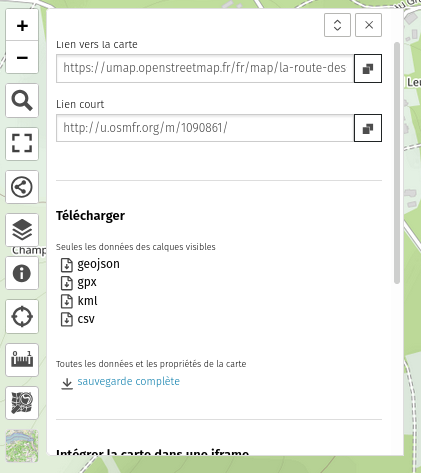 Lien vers la carte
https://umap.openstreetmap.fr/fr/map/la-route-des
Lien court
http://u.osmfr.org/m/1090861/
Télécharger
Seules les données des calques visibles
geojson
gpx
kml
csv
Toutes les données et les propriétés de la carte
sauvegarde complète
Intégrer la carte dans une iframe
Champ